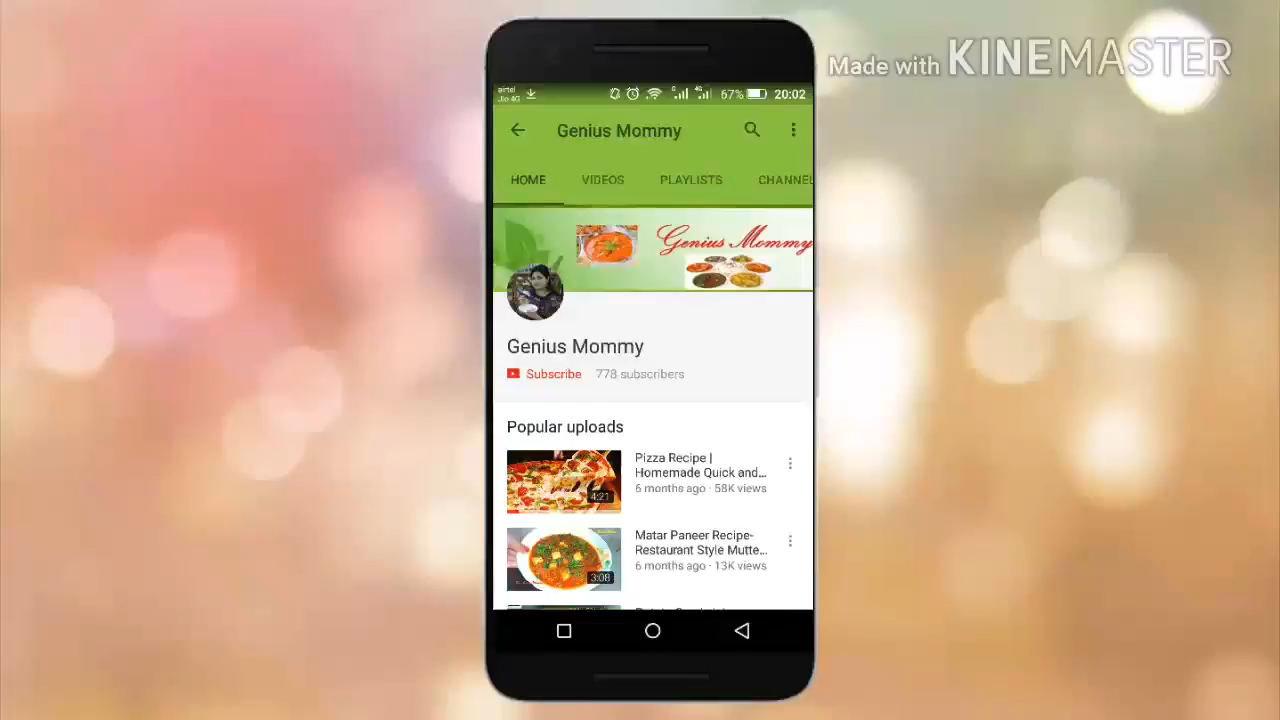 Made with KINEMASTER
airtel
Jio 4G
67% 20:02
Genius Mommy
HOME VIDEOS PLAYLISTS CHANNEL
Genius Mommy
Genius Mommy
Subscribe 778 subscribers
Popular uploads
Pizza Recipe |
Homemade Quick and...
6 months ago · 58K views
4:21
Matar Paneer Recipe-
Restaurant Style Mutte...
6 months ago · 13K views
3:08